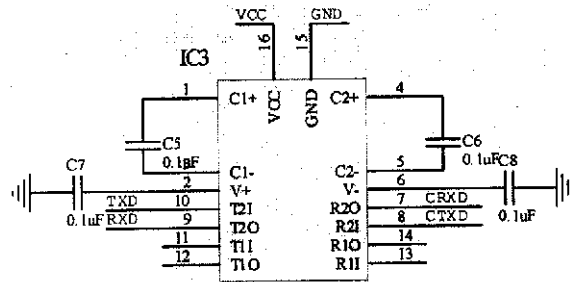 VCC GND
16 15
IC3
1 C1+ VCC GND C2+ 4
C5 C6
0.1uF 0.1uF
C7 3 C1- C2- 5 C8
2 V+ V- 6
0.1uF TXD 10 T2I R2O 7 CRXD 0.1uF
RXD 9 T2O R2I 8 CTXD
11 T1I R1O 14
12 T1O R1I 13